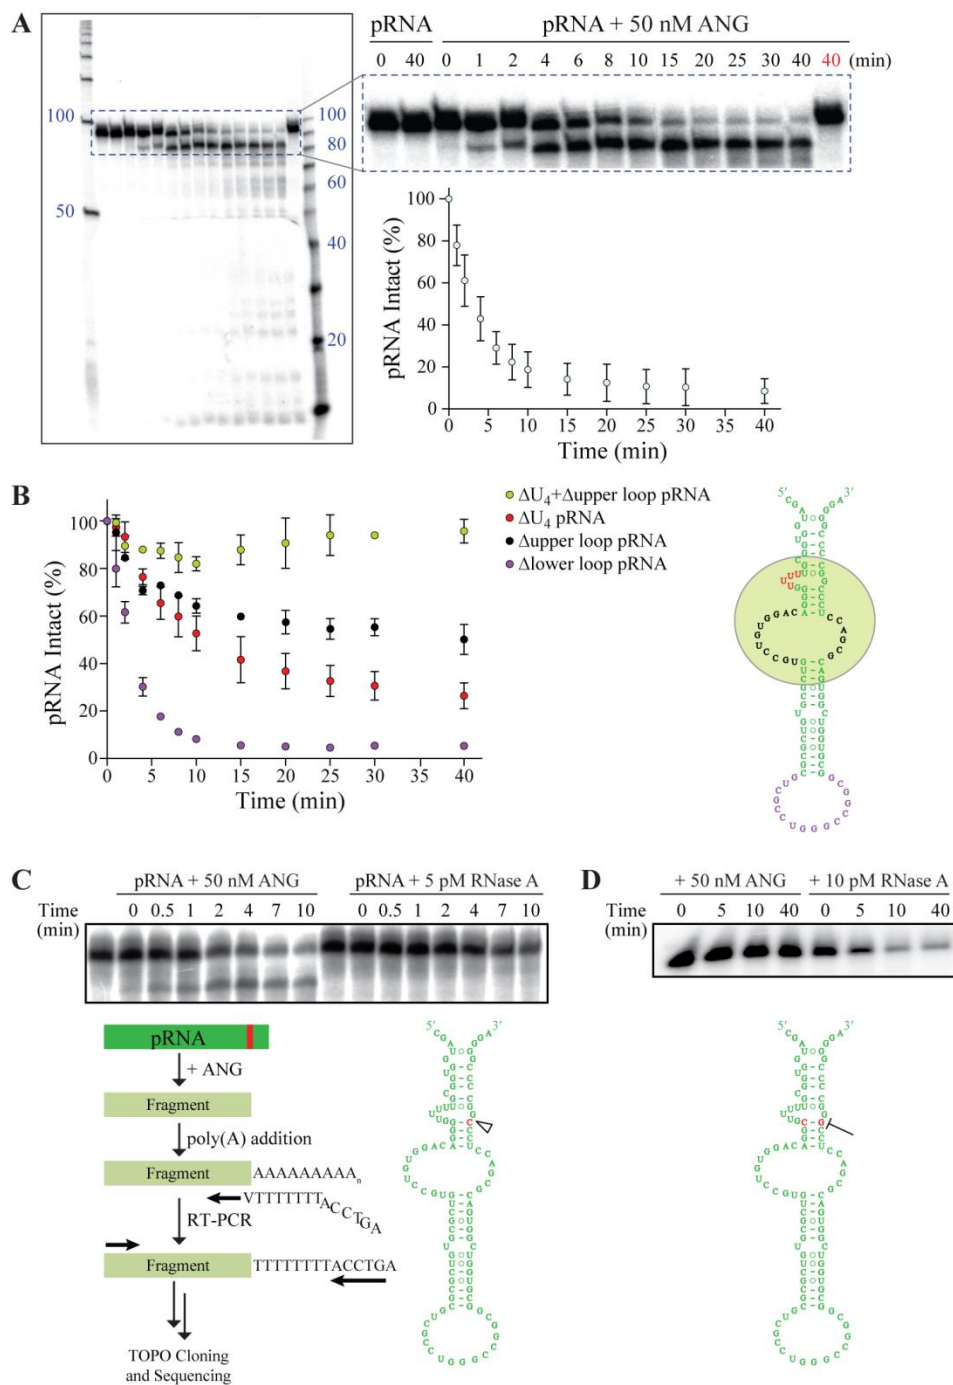 A
pRNA
pRNA + 50 nM ANG
0 40 0 1 2 4 6 8 10 15 20 25 30 40 40 (min)
100
50
100
80
60
40
20
100
80
60
40
20
0
pRNA Intact (%)
0 5 10 15 20 25 30 35 40
Time (min)
B
100
80
60
40
20
0
pRNA Intact (%)
0 5 10 15 20 25 30 35 40
Time (min)
ΔU4+Δupper loop pRNA
ΔU4 pRNA
Δupper loop pRNA
Δlower loop pRNA
5' 3'
C
pRNA + 50 nM ANG
pRNA + 5 pM RNase A
Time (min)
0 0.5 1 2 4 7 10 0 0.5 1 2 4 7 10
pRNA
+ ANG
Fragment
poly(A) addition
Fragment AAAAAAAAAn
VTTTTTTTACCTGA
RT-PCR
Fragment TTTTTTTTACCTGA
TOPO Cloning
and Sequencing
5' 3'
D
+ 50 nM ANG
+ 10 pM RNase A
0 5 10 40 0 5 10 40
5' 3'